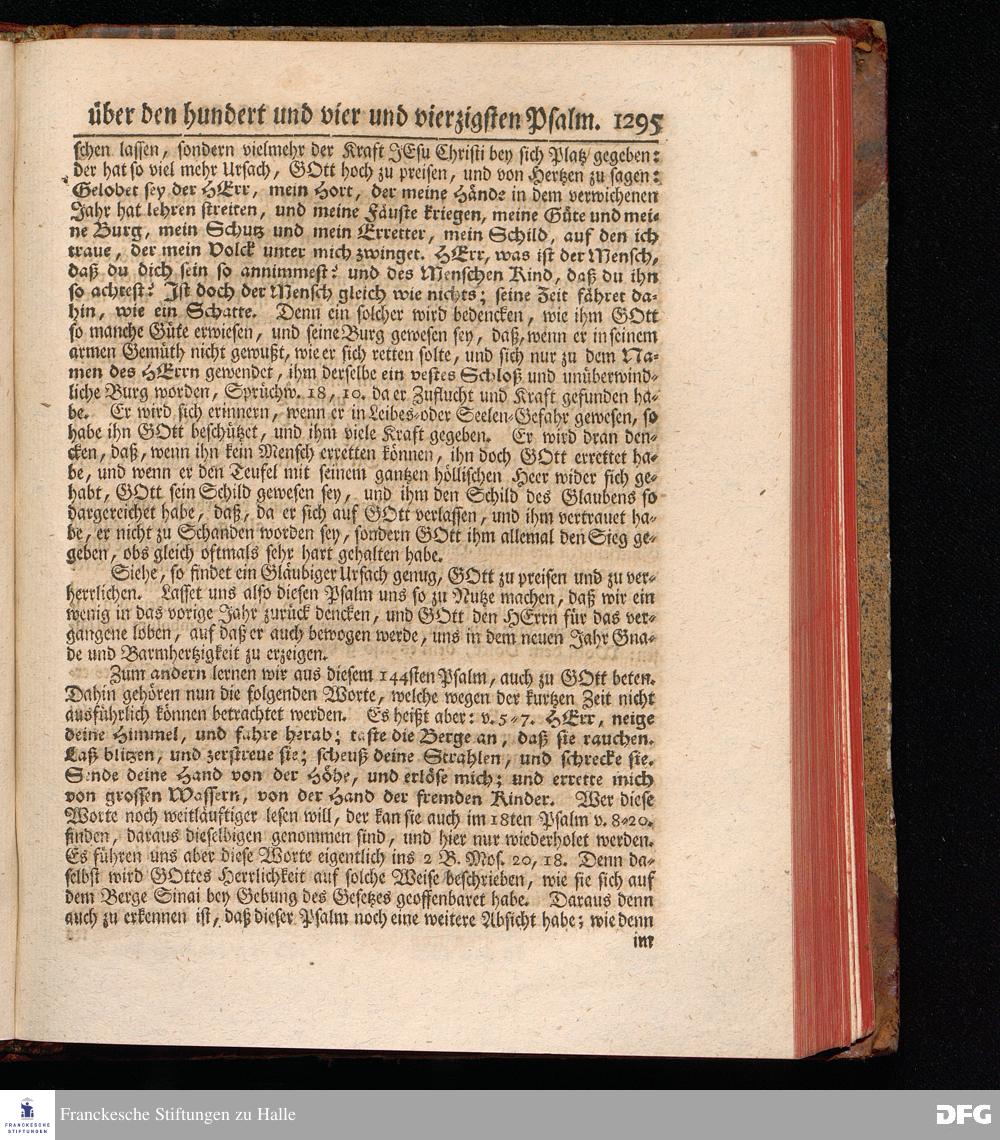 über den hundert und vier und vierzigsten Psalm. 1295
schen lassen, sondern vielmehr der Kraft JEsu Christi bey sich Platz gegeben:
der hat so viel mehr Ursach, GOtt hoch zu preisen, und von Hertzen zu sagen:
Gelobet sey der HErr, mein Hort, der meine Hände in dem verwichenen
Jahr hat lehren streiten, und meine Fäuste kriegen, meine Güte und mei-
ne Burg, mein Schutz und mein Erretter, mein Schild, auf den ich
traue, der mein Volck unter mich zwinget. HErr, was ist der Mensch,
daß du dich sein so annimmest? und des Menschen Kind, daß du ihn
so achtest? Ist doch der Mensch gleich wie nichts; seine Zeit fähret da-
hin, wie ein Schatte. Denn ein solcher wird bedencken, wie ihm GOtt
so manche Güte erwiesen, und seine Burg gewesen sey, daß, wenn er in seinem
armen Gemüth nicht gewußt, wie er sich retten solte, und sich nur zu dem Na-
men des HErrn gewendet, ihm derselbe ein vestes Schloß und unüberwind-
liche Burg worden, Sprüchw. 18, 10. da er Zuflucht und Kraft gefunden ha-
be. Er wird sich erinnern, wenn er in Leibes- oder Seelen-Gefahr gewesen, so
habe ihn GOtt beschützet, und ihm viele Kraft gegeben. Er wird dran den-
cken, daß, wenn ihn kein Mensch erretten können, ihn doch GOtt errettet ha-
be, und wenn er den Teufel mit seinem gantzen höllischen Heer wider sich ge-
habt, GOtt sein Schild gewesen sey, und ihm den Schild des Glaubens so
dargereichet habe, daß, da er sich auf GOtt verlassen, und ihm vertrauet ha-
be, er nicht zu Schanden worden sey, sondern GOtt ihm allemal den Sieg ge-
geben, obs gleich oftmals sehr hart gehalten habe.
Siehe, so findet ein Gläubiger Ursach genug, GOtt zu preisen und zu ver-
herrlichen. Lasset uns also diesen Psalm uns so zu Nutze machen, daß wir ein
wenig in das vorige Jahr zurück dencken, und GOtt den HErrn für das ver-
gangene loben, auf daß er auch bewogen werde, uns in dem neuen Jahr Gna-
de und Barmhertzigkeit zu erzeigen.
Zum andern lernen wir aus diesem 144sten Psalm, auch zu GOtt beten.
Dahin gehören nun die folgenden Worte, welche wegen der kurtzen Zeit nicht
ausführlich können betrachtet werden. Es heißt aber: v. 5-7. HErr, neige
deine Himmel, und fahre herab; taste die Berge an, daß sie rauchen.
Laß blitzen, und zerstreue sie; scheuß deine Strahlen, und schrecke sie.
Sende deine Hand von der Höhe, und erlöse mich; und errette mich
von grossen Wassern, von der Hand der fremden Kinder. Wer diese
Worte noch weitläuftiger lesen will, der kan sie auch im 18ten Psalm v. 8-20.
finden, daraus dieselbigen genommen sind, und hier nur wiederholet werden.
Es führen uns aber diese Worte eigentlich ins 2 B. Mos. 20, 18. Denn da-
selbst wird GOttes Herrlichkeit auf solche Weise beschrieben, wie sie sich auf
dem Berge Sinai bey Gebung des Gesetzes geoffenbaret habe. Daraus denn
auch zu erkennen ist, daß dieser Psalm noch eine weitere Absicht habe; wie denn
im
FRANCKESCHE
STIFTUNGEN
Franckesche Stiftungen zu Halle
DFG